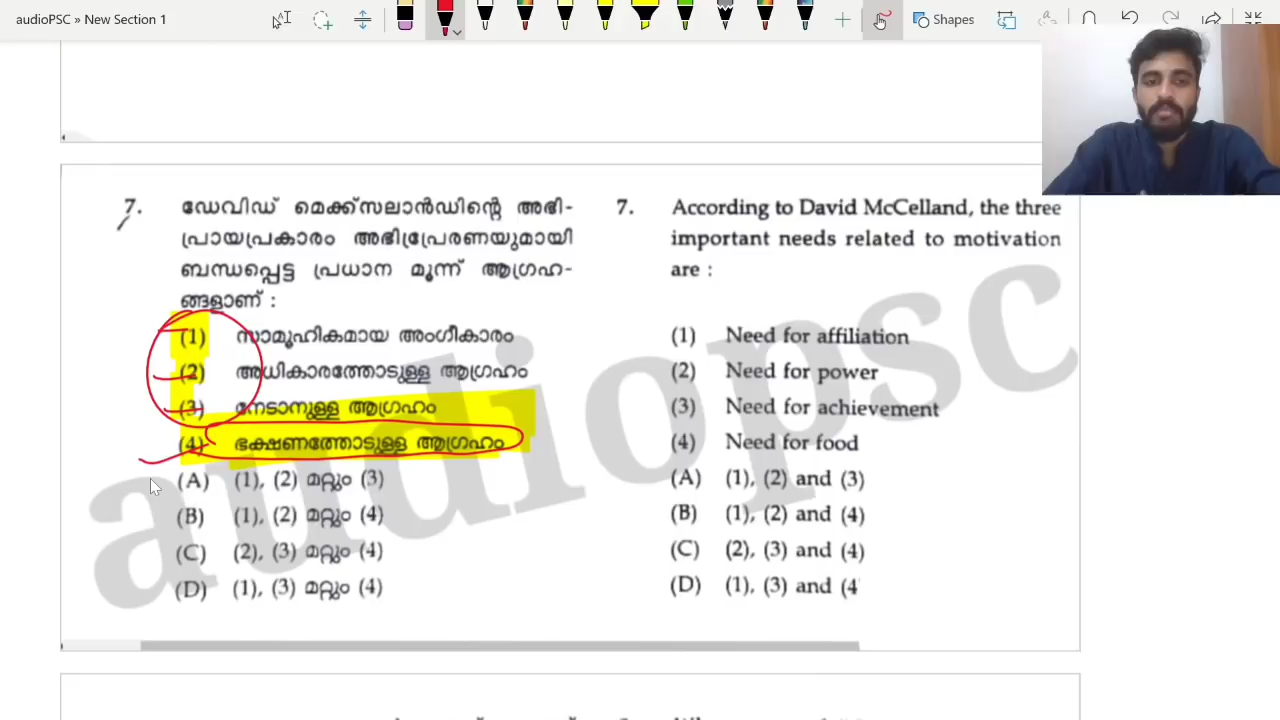 audioPSC » New Section 1
Shapes
7. ഡേവിഡ് മെക്ക്സലാൻഡിന്റെ അഭി-
പ്രായപ്രകാരം അഭിപ്രേരണയുമായി
ബന്ധപ്പെട്ട പ്രധാന മൂന്ന് ആഗ്രഹ-
ങ്ങളാണ് :
(1) സാമൂഹികമായ അംഗീകാരം
(2) അധികാരത്തോടുള്ള ആഗ്രഹം
(3) നേടാനുള്ള ആഗ്രഹം
(4) ഭക്ഷണത്തോടുള്ള ആഗ്രഹം
(A) (1), (2) മറ്റും (3)
(B) (1), (2) മറ്റും (4)
(C) (2), (3) മറ്റും (4)
(D) (1), (3) മറ്റും (4)
7. According to David McCelland, the three
important needs related to motivation
are :
(1) Need for affiliation
(2) Need for power
(3) Need for achievement
(4) Need for food
(A) (1), (2) and (3)
(B) (1), (2) and (4)
(C) (2), (3) and (4)
(D) (1), (3) and (4
audiopsc